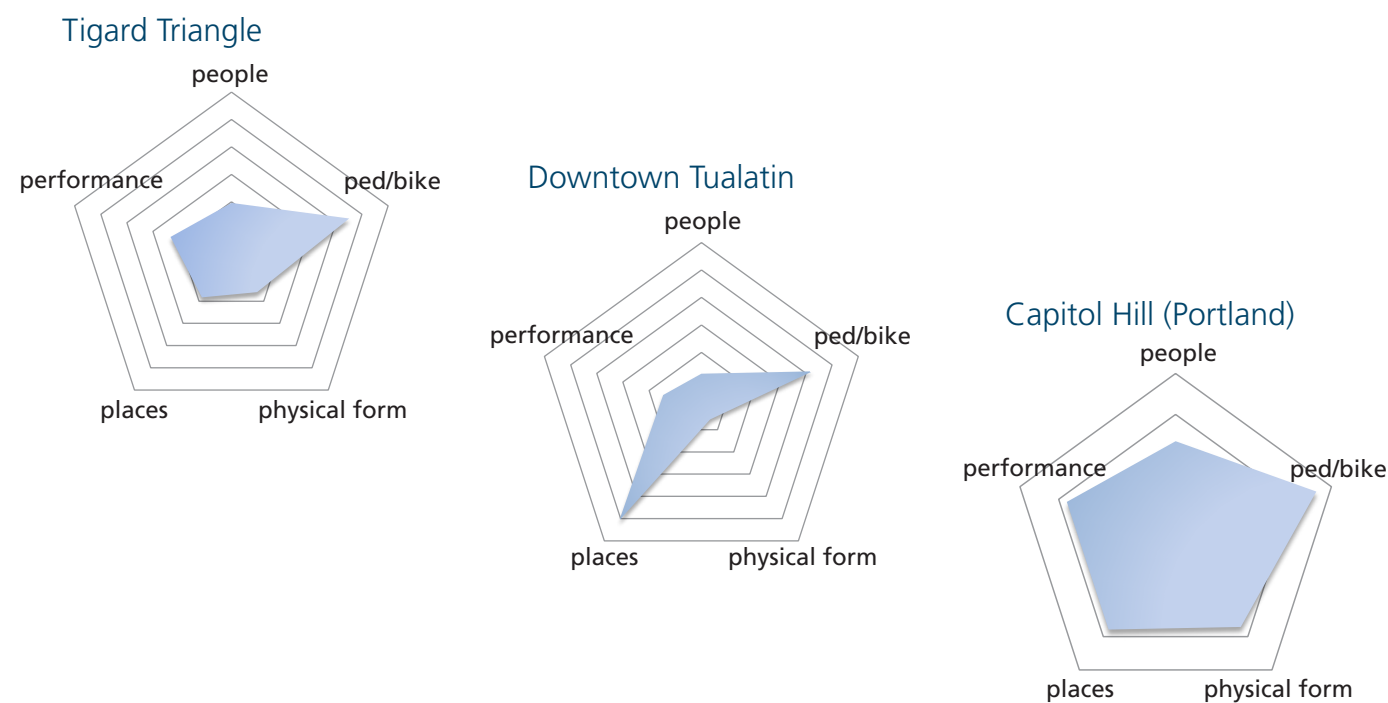 Tigard Triangle
people
performance
ped/bike
places
physical form
Downtown Tualatin
people
performance
ped/bike
places
physical form
Capitol Hill (Portland)
people
performance
ped/bike
places
physical form